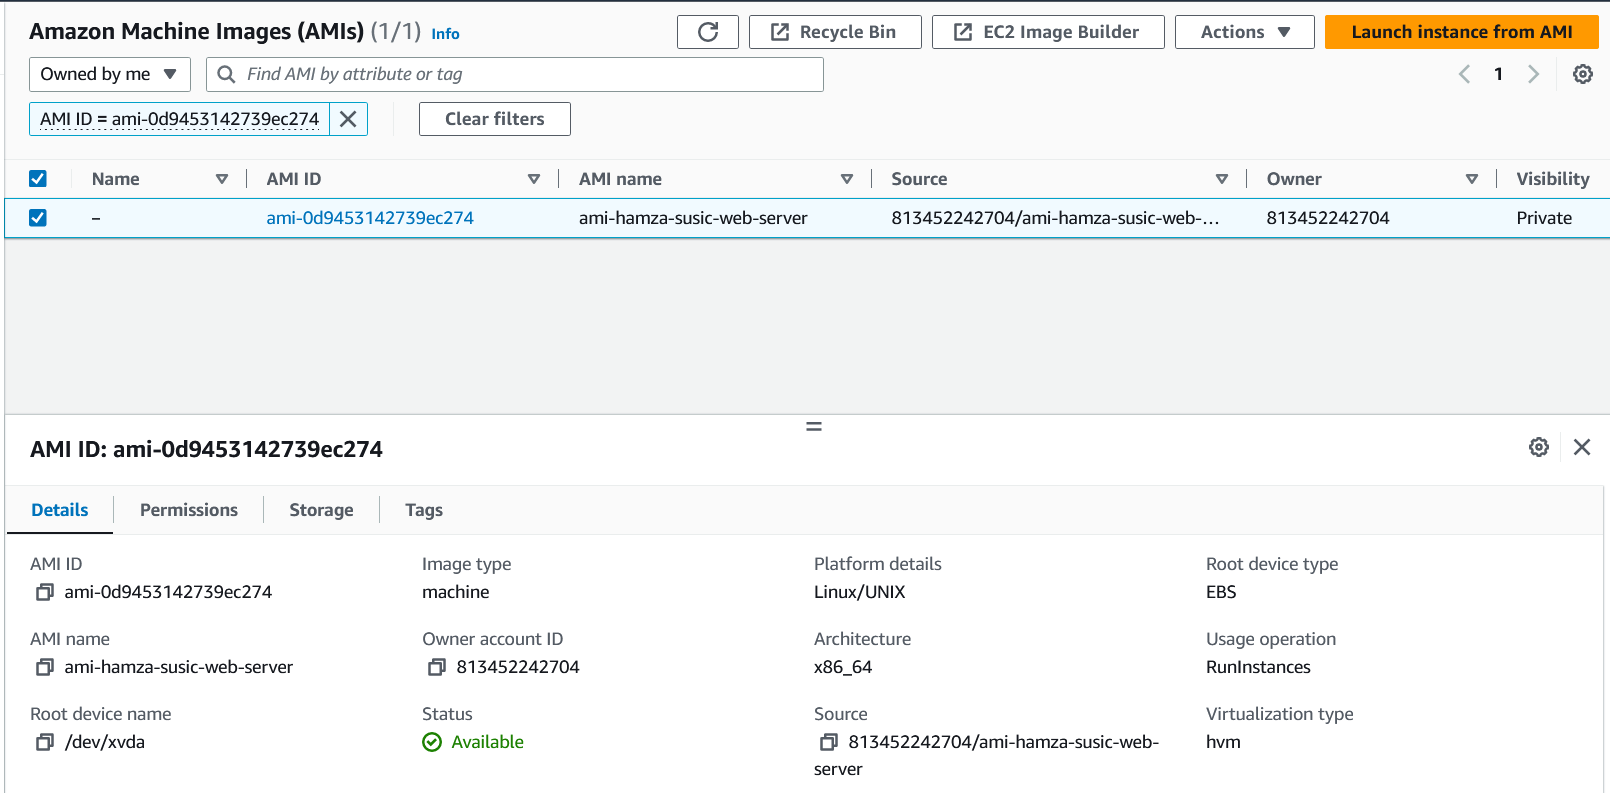 Amazon Machine Images (AMIs) (1/1) Info Recycle Bin EC2 Image Builder Actions Launch instance from AMI
Owned by me Find AMI by attribute or tag 1
AMI ID = ami-0d9453142739ec274 Clear filters
Name AMI ID AMI name Source Owner Visibility
– ami-0d9453142739ec274 ami-hamza-susic-web-server 813452242704/ami-hamza-susic-web-... 813452242704 Private
AMI ID: ami-0d9453142739ec274
Details Permissions Storage Tags
AMI ID Image type Platform details Root device type
ami-0d9453142739ec274 machine Linux/UNIX EBS
AMI name Owner account ID Architecture Usage operation
ami-hamza-susic-web-server 813452242704 x86_64 RunInstances
Root device name Status Source Virtualization type
/dev/xvda Available 813452242704/ami-hamza-susic-web- hvm
server